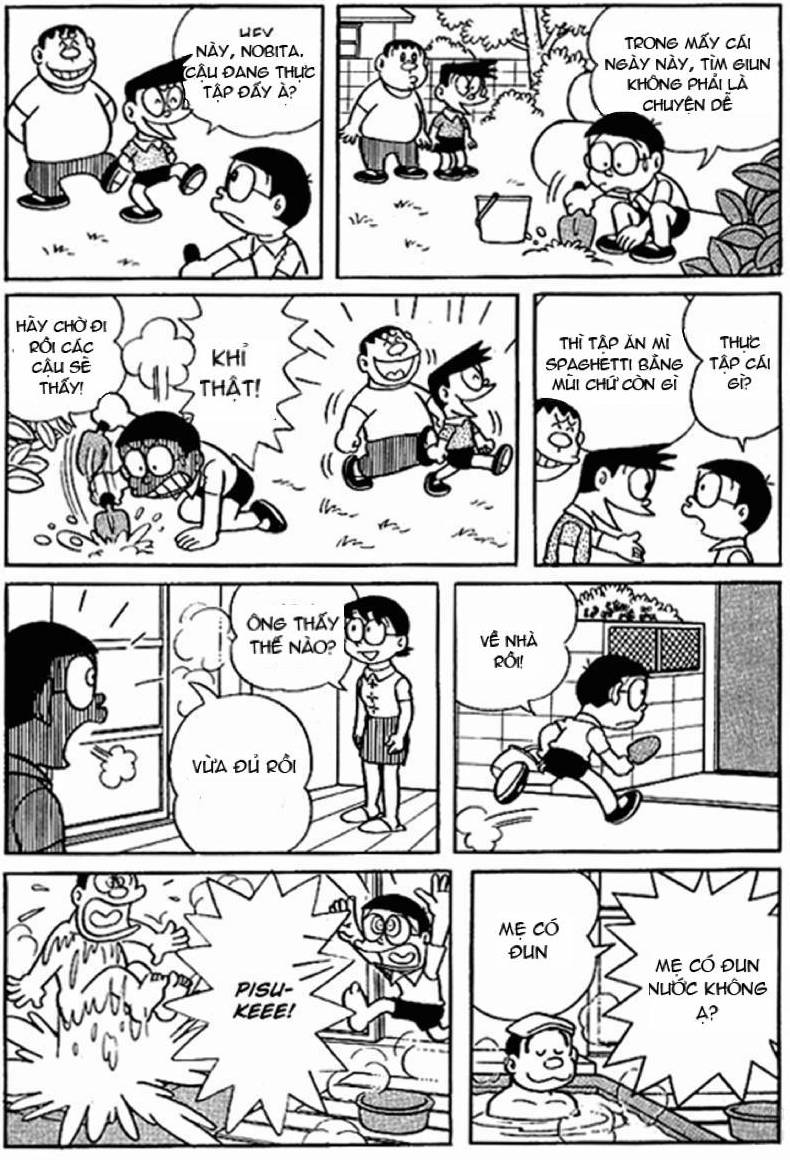 TRONG MẤY CÁI
NGÀY NÀY, TÌM GIUN
KHÔNG PHẢI LÀ
CHUYỆN DỄ
HEY
NÀY, NOBITA.
CẬU ĐANG THỰC
TẬP ĐẤY À?
THỰC
TẬP CÁI
GÌ?
THÌ TẬP ĂN MÌ
SPAGHETTI BẰNG
MŨI CHỨ CÒN GÌ
KHỈ
THẬT!
HÀY CHỜ ĐI
RỒI CÁC
CẬU SẼ
THẤY!
VỀ NHÀ
RỒI!
ÔNG THẤY
THẾ NÀO?
VỪA ĐỦ RỒI
MẸ CÓ ĐUN
NƯỚC KHÔNG
Ạ?
MẸ CÓ
ĐUN
PISU-
KEEE!